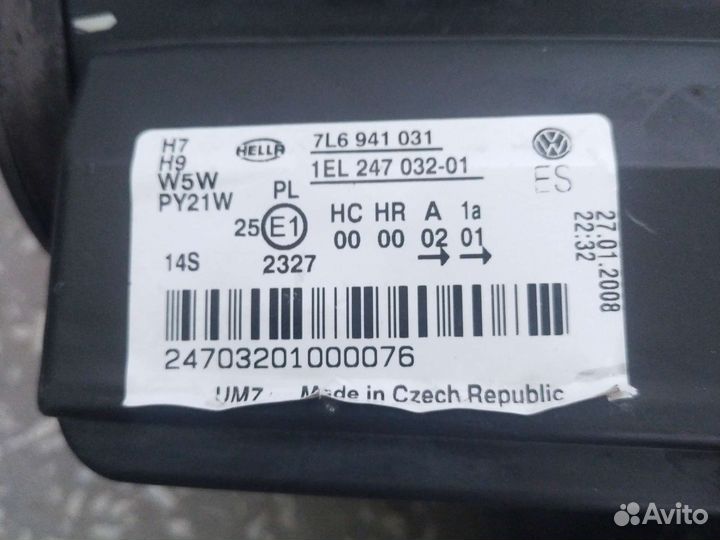 H7
H9
W5W
PY21W
HELLA
7L6 941 031
1EL 247 032-01
ES
PL
25 E1
HC HR A 1a
00 00 02 01
14S
2327
27.01.2008
22:32
24703201000076
UM7 Made in Czech Republic
Avito